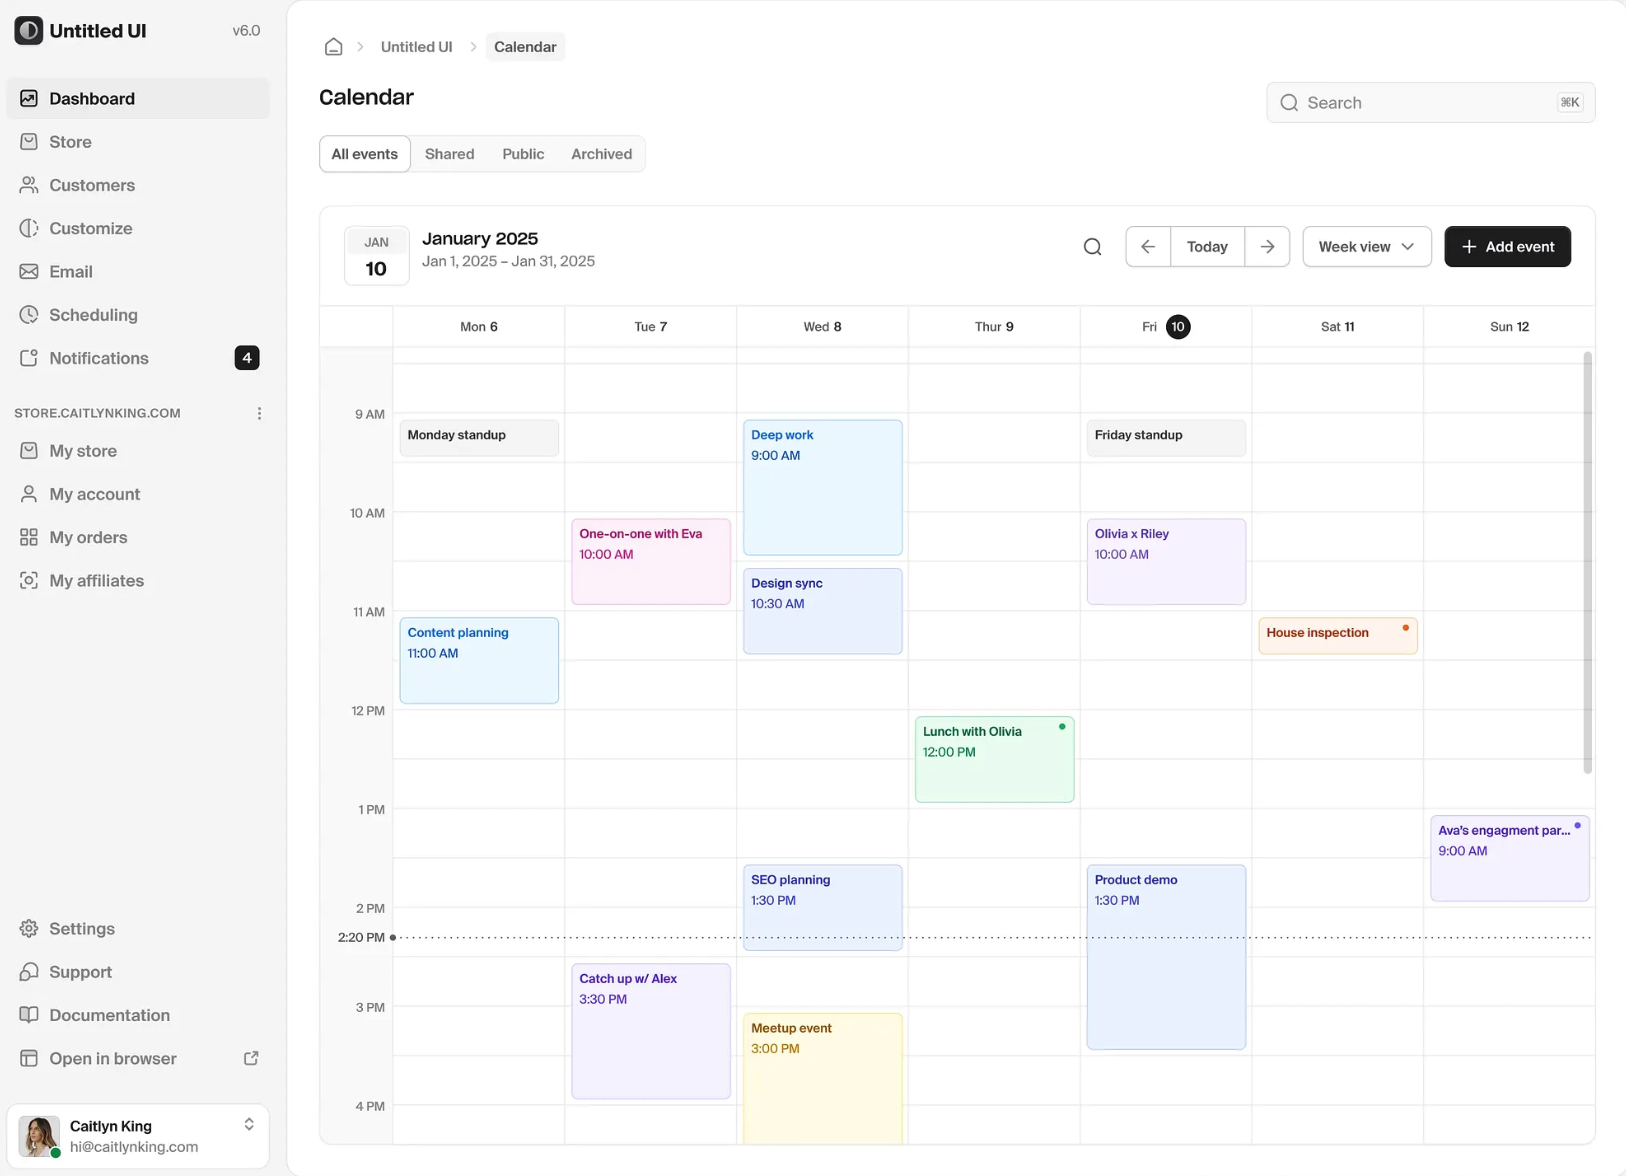 Untitled UI
v6.0
Dashboard
Store
Customers
Customize
Email
Scheduling
Notifications
4
STORE.CAITLYNKING.COM
My store
My account
My orders
My affiliates
Settings
Support
Documentation
Open in browser
Caitlyn King
hi@caitlynking.com
Untitled UI
Calendar
Calendar
Search
⌘K
All events
Shared
Public
Archived
JAN
10
January 2025
Jan 1, 2025 – Jan 31, 2025
Today
Week view
Add event
Mon 6
Tue 7
Wed 8
Thur 9
Fri 10
Sat 11
Sun 12
9 AM
Monday standup
Deep work
9:00 AM
Friday standup
10 AM
One-on-one with Eva
10:00 AM
Olivia x Riley
10:00 AM
Design sync
10:30 AM
11 AM
Content planning
11:00 AM
House inspection
12 PM
Lunch with Olivia
12:00 PM
1 PM
Ava's engagment par...
9:00 AM
SEO planning
1:30 PM
Product demo
1:30 PM
2 PM
2:20 PM
Catch up w/ Alex
3:30 PM
3 PM
Meetup event
3:00 PM
4 PM